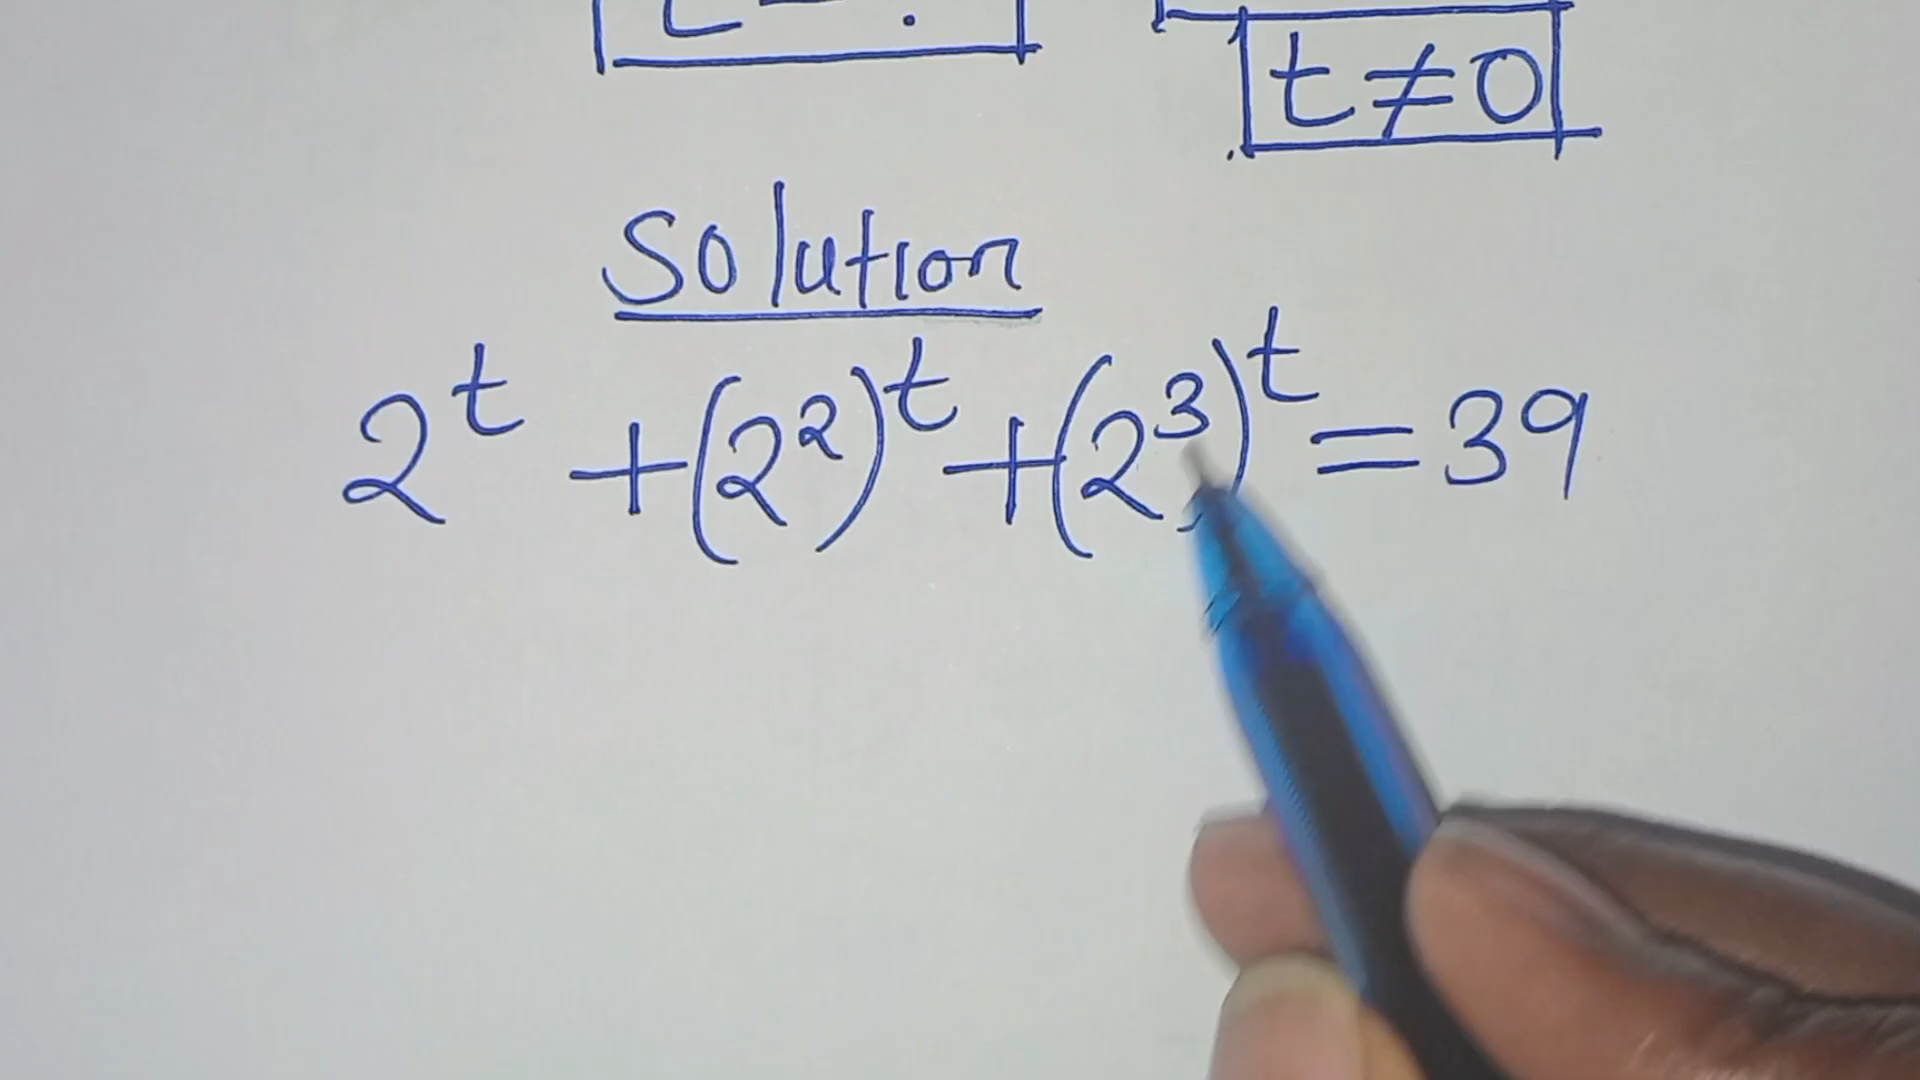 t ≠ 0
Solution
2^t + (2^2)^t + (2^3)^t = 39